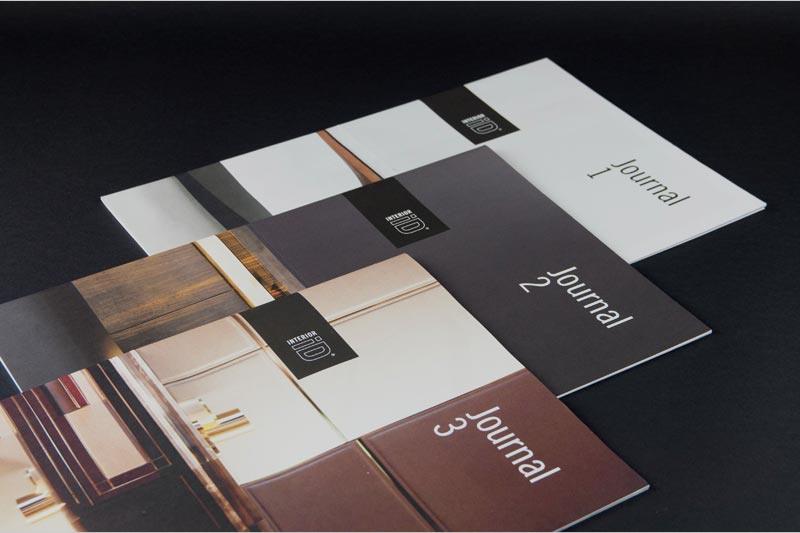 INTERIOR
iD
Journal
1
INTERIOR
iD
Journal
2
INTERIOR
iD
Journal
3